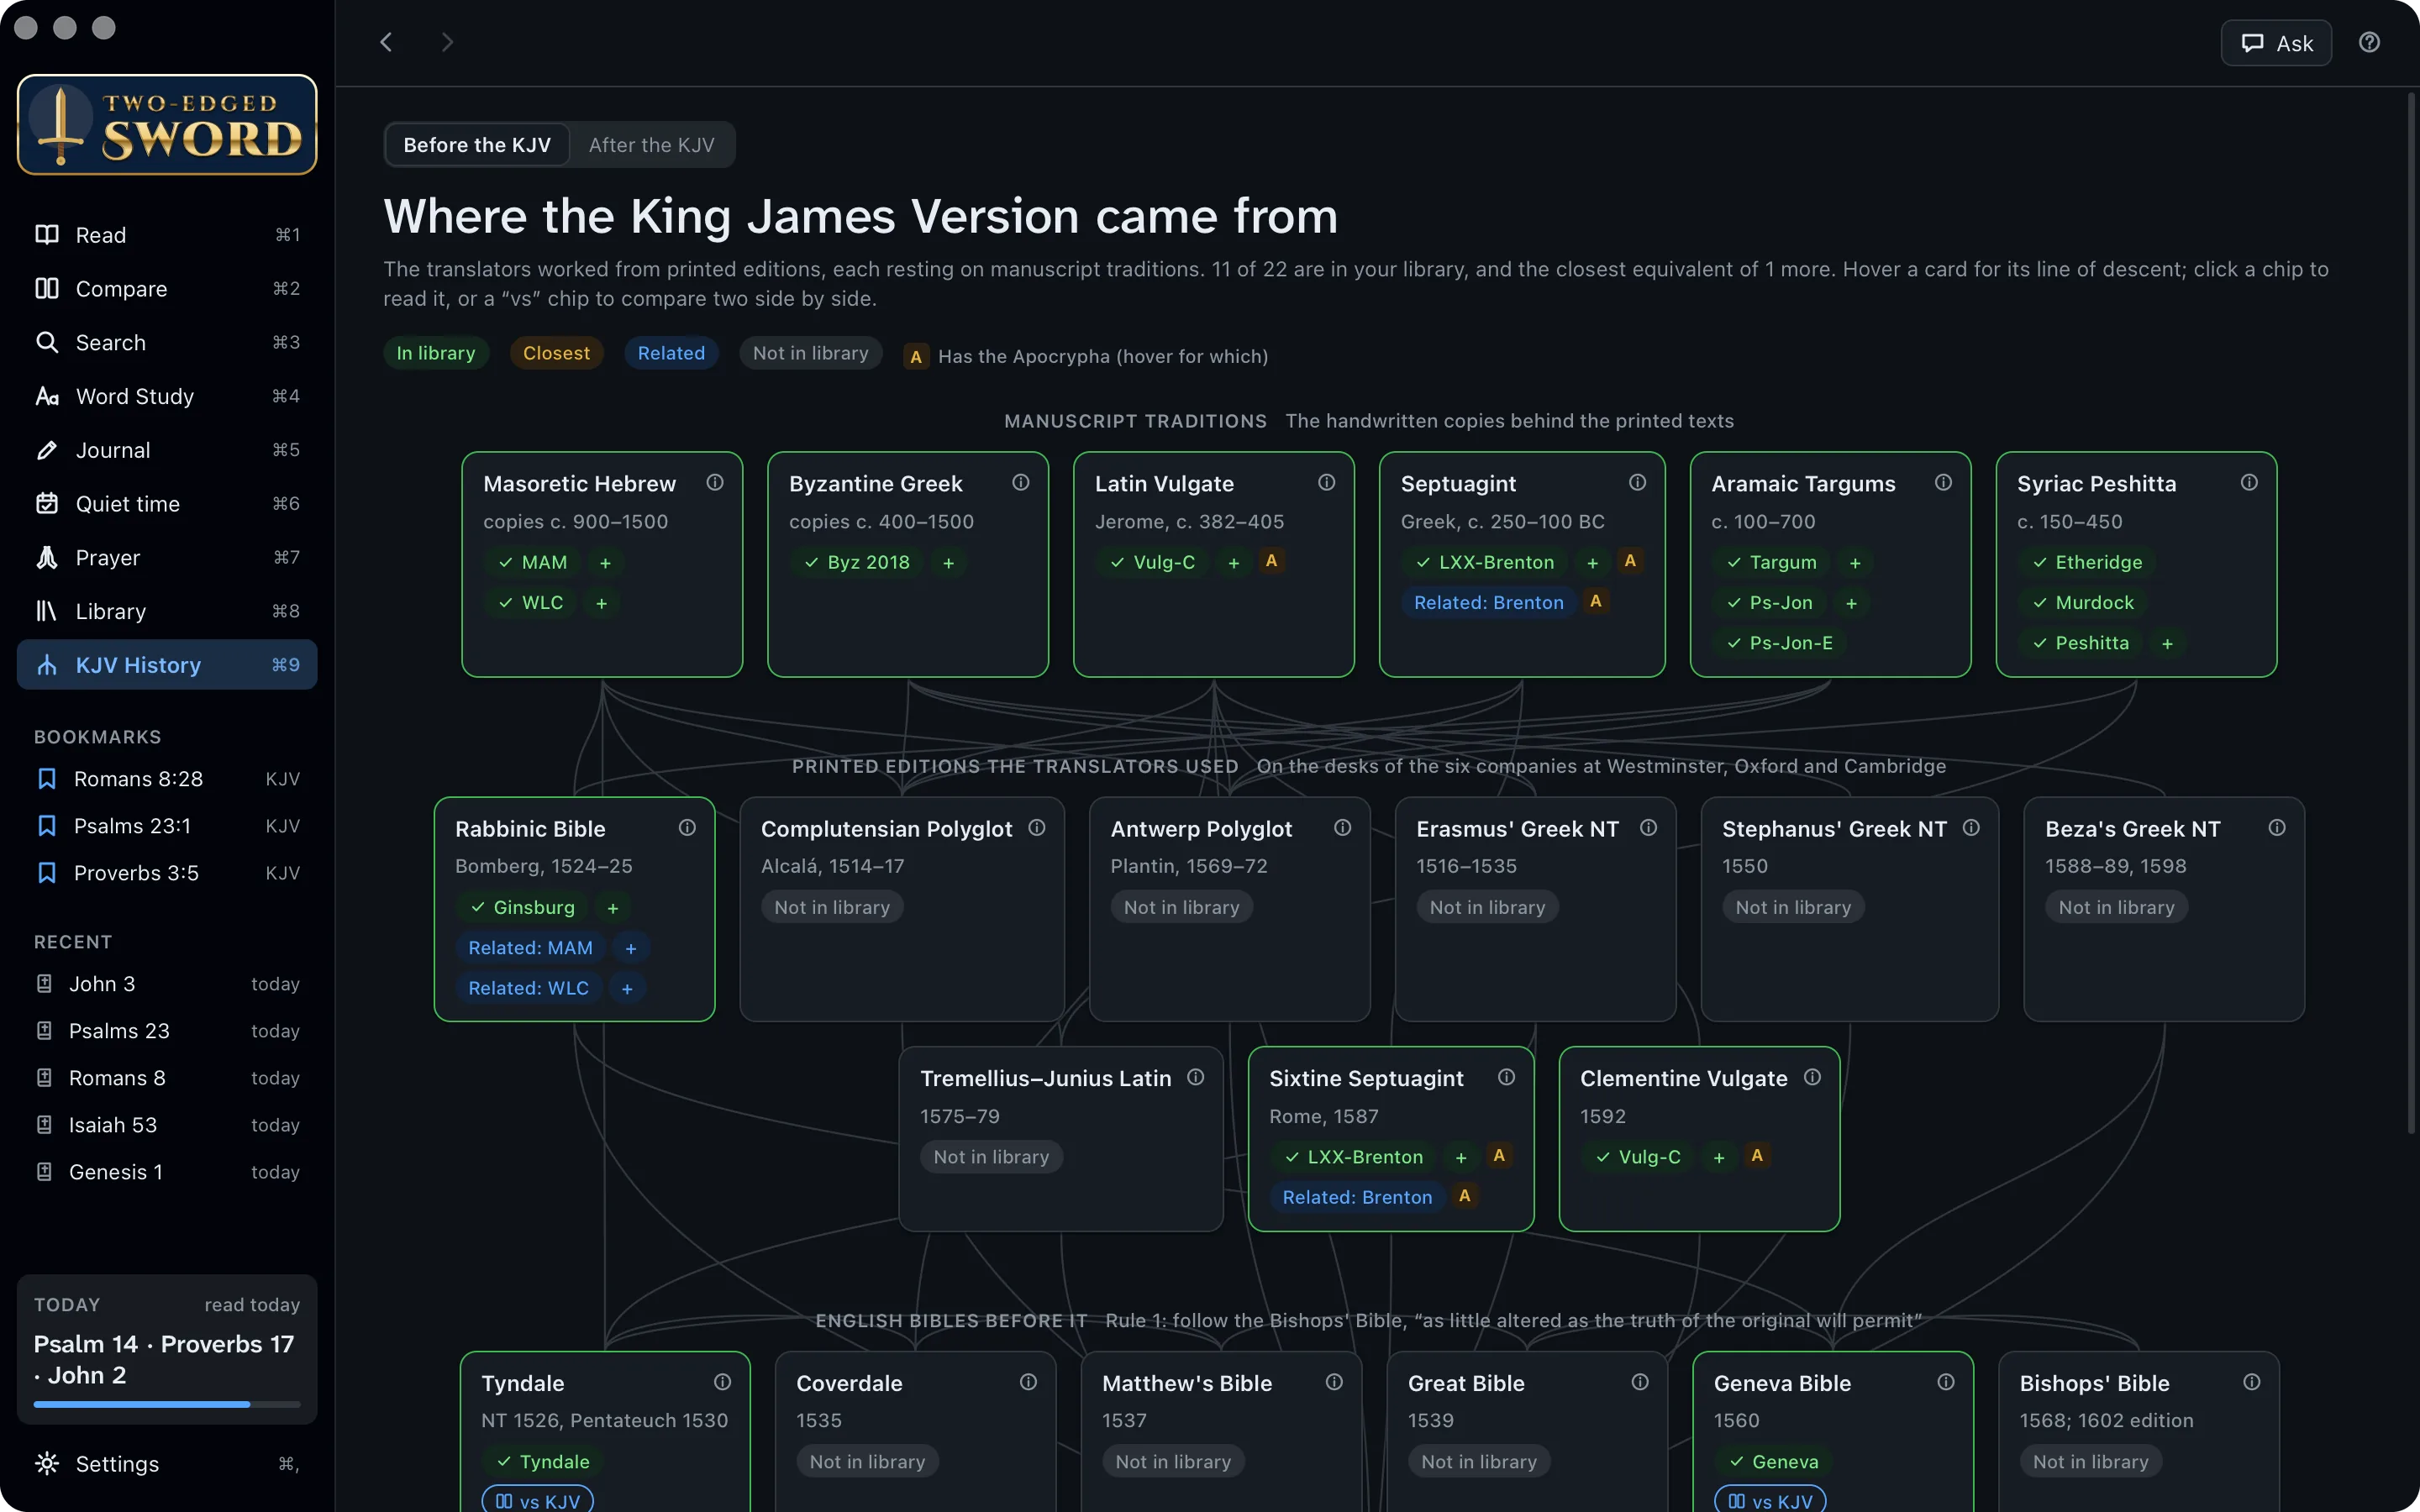 TWO-EDGED
SWORD
Read ⌘1
Compare ⌘2
Search ⌘3
Word Study ⌘4
Journal ⌘5
Quiet time ⌘6
Prayer ⌘7
Library ⌘8
KJV History ⌘9
BOOKMARKS
Romans 8:28 KJV
Psalms 23:1 KJV
Proverbs 3:5 KJV
RECENT
John 3 today
Psalms 23 today
Romans 8 today
Isaiah 53 today
Genesis 1 today
TODAY read today
Psalm 14 · Proverbs 17
· John 2
Settings ⌘,
Ask
Before the KJV After the KJV
Where the King James Version came from
The translators worked from printed editions, each resting on manuscript traditions. 11 of 22 are in your library, and the closest equivalent of 1 more. Hover a card for its line of descent; click a chip to
read it, or a “vs” chip to compare two side by side.
In library Closest Related Not in library A Has the Apocrypha (hover for which)
MANUSCRIPT TRADITIONS The handwritten copies behind the printed texts
Masoretic Hebrew
copies c. 900–1500
✓ MAM +
✓ WLC +
Byzantine Greek
copies c. 400–1500
✓ Byz 2018 +
Latin Vulgate
Jerome, c. 382–405
✓ Vulg-C + A
Septuagint
Greek, c. 250–100 BC
✓ LXX-Brenton + A
Related: Brenton A
Aramaic Targums
c. 100–700
✓ Targum +
✓ Ps-Jon +
✓ Ps-Jon-E
Syriac Peshitta
c. 150–450
✓ Etheridge
✓ Murdock
✓ Peshitta +
PRINTED EDITIONS THE TRANSLATORS USED On the desks of the six companies at Westminster, Oxford and Cambridge
Rabbinic Bible
Bomberg, 1524–25
✓ Ginsburg +
Related: MAM +
Related: WLC +
Complutensian Polyglot
Alcalá, 1514–17
Not in library
Antwerp Polyglot
Plantin, 1569–72
Not in library
Erasmus' Greek NT
1516–1535
Not in library
Stephanus' Greek NT
1550
Not in library
Beza's Greek NT
1588–89, 1598
Not in library
Tremellius–Junius Latin
1575–79
Not in library
Sixtine Septuagint
Rome, 1587
✓ LXX-Brenton + A
Related: Brenton A
Clementine Vulgate
1592
✓ Vulg-C + A
ENGLISH BIBLES BEFORE IT Rule 1: follow the Bishops' Bible, “as little altered as the truth of the original will permit”
Tyndale
NT 1526, Pentateuch 1530
✓ Tyndale
vs KJV
Coverdale
1535
Not in library
Matthew's Bible
1537
Not in library
Great Bible
1539
Not in library
Geneva Bible
1560
✓ Geneva
vs KJV
Bishops' Bible
1568; 1602 edition
Not in library